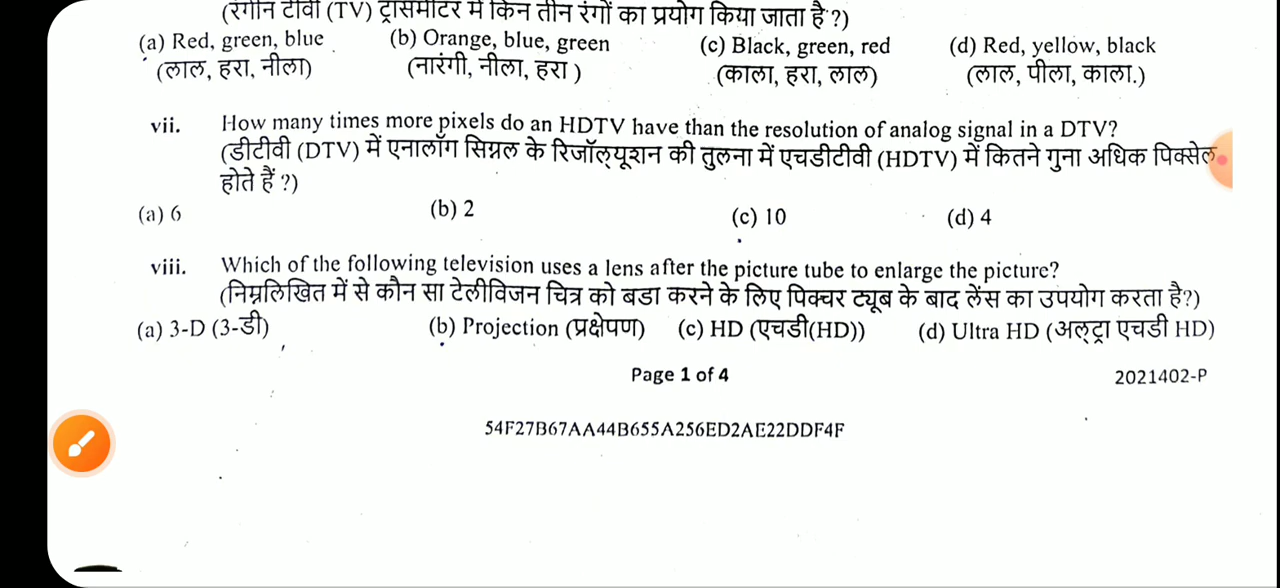 (रंगीन टीवी (TV) ट्रांसमीटर में किन तीन रंगों का प्रयोग किया जाता है ?)
(a) Red, green, blue (b) Orange, blue, green (c) Black, green, red (d) Red, yellow, black
(लाल, हरा, नीला) (नारंगी, नीला, हरा ) (काला, हरा, लाल) (लाल, पीला, काला.)
vii. How many times more pixels do an HDTV have than the resolution of analog signal in a DTV?
(डीटीवी (DTV) में एनालॉग सिग्नल के रिजॉल्यूशन की तुलना में एचडीटीवी (HDTV) में कितने गुना अधिक पिक्सेल
होते हैं ?)
(a) 6 (b) 2 (c) 10 (d) 4
viii. Which of the following television uses a lens after the picture tube to enlarge the picture?
(निम्नलिखित में से कौन सा टेलीविजन चित्र को बडा करने के लिए पिक्चर ट्यूब के बाद लेंस का उपयोग करता है?)
(a) 3-D (3-डी) (b) Projection (प्रक्षेपण) (c) HD (एचडी(HD)) (d) Ultra HD (अल्ट्रा एचडी HD)
Page 1 of 4 2021402-P
54F27B67AA44B655A256ED2AE22DDF4F